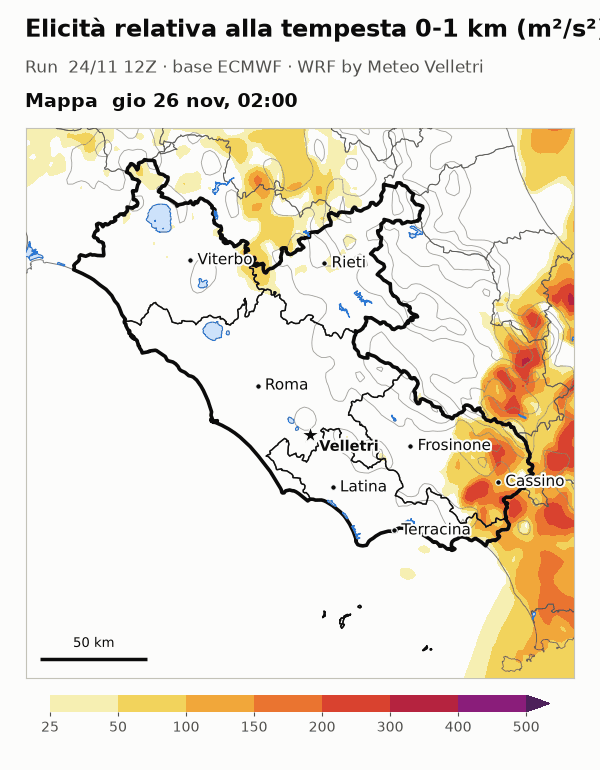 Elicità relativa alla tempesta 0-1 km (m²/s²)
Run 24/11 12Z · base ECMWF · WRF by Meteo Velletri
Mappa gio 26 nov, 02:00
Viterbo
Rieti
Roma
Velletri
Frosinone
Cassino
Latina
Terracina
50 km
25 50 100 150 200 300 400 500